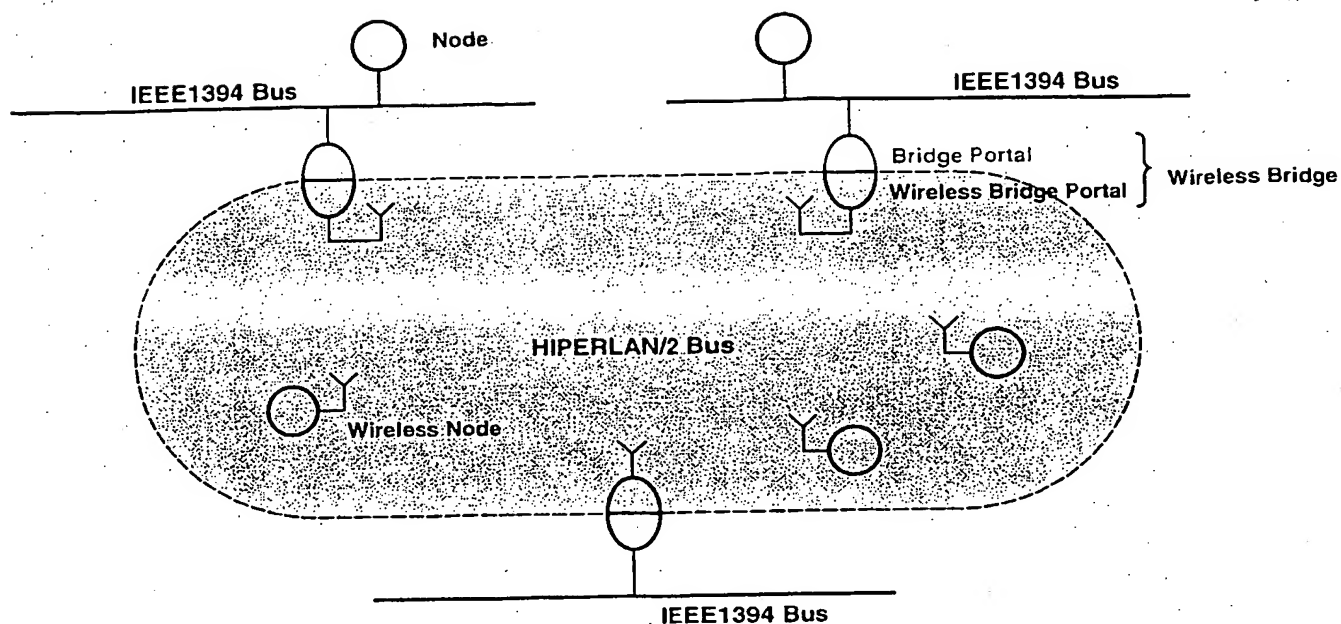 Node
IEEE1394 Bus
IEEE1394 Bus
Bridge Portal
Wireless Bridge Portal
Wireless Bridge
HIPERLAN/2 Bus
Wireless Node
IEEE1394 Bus